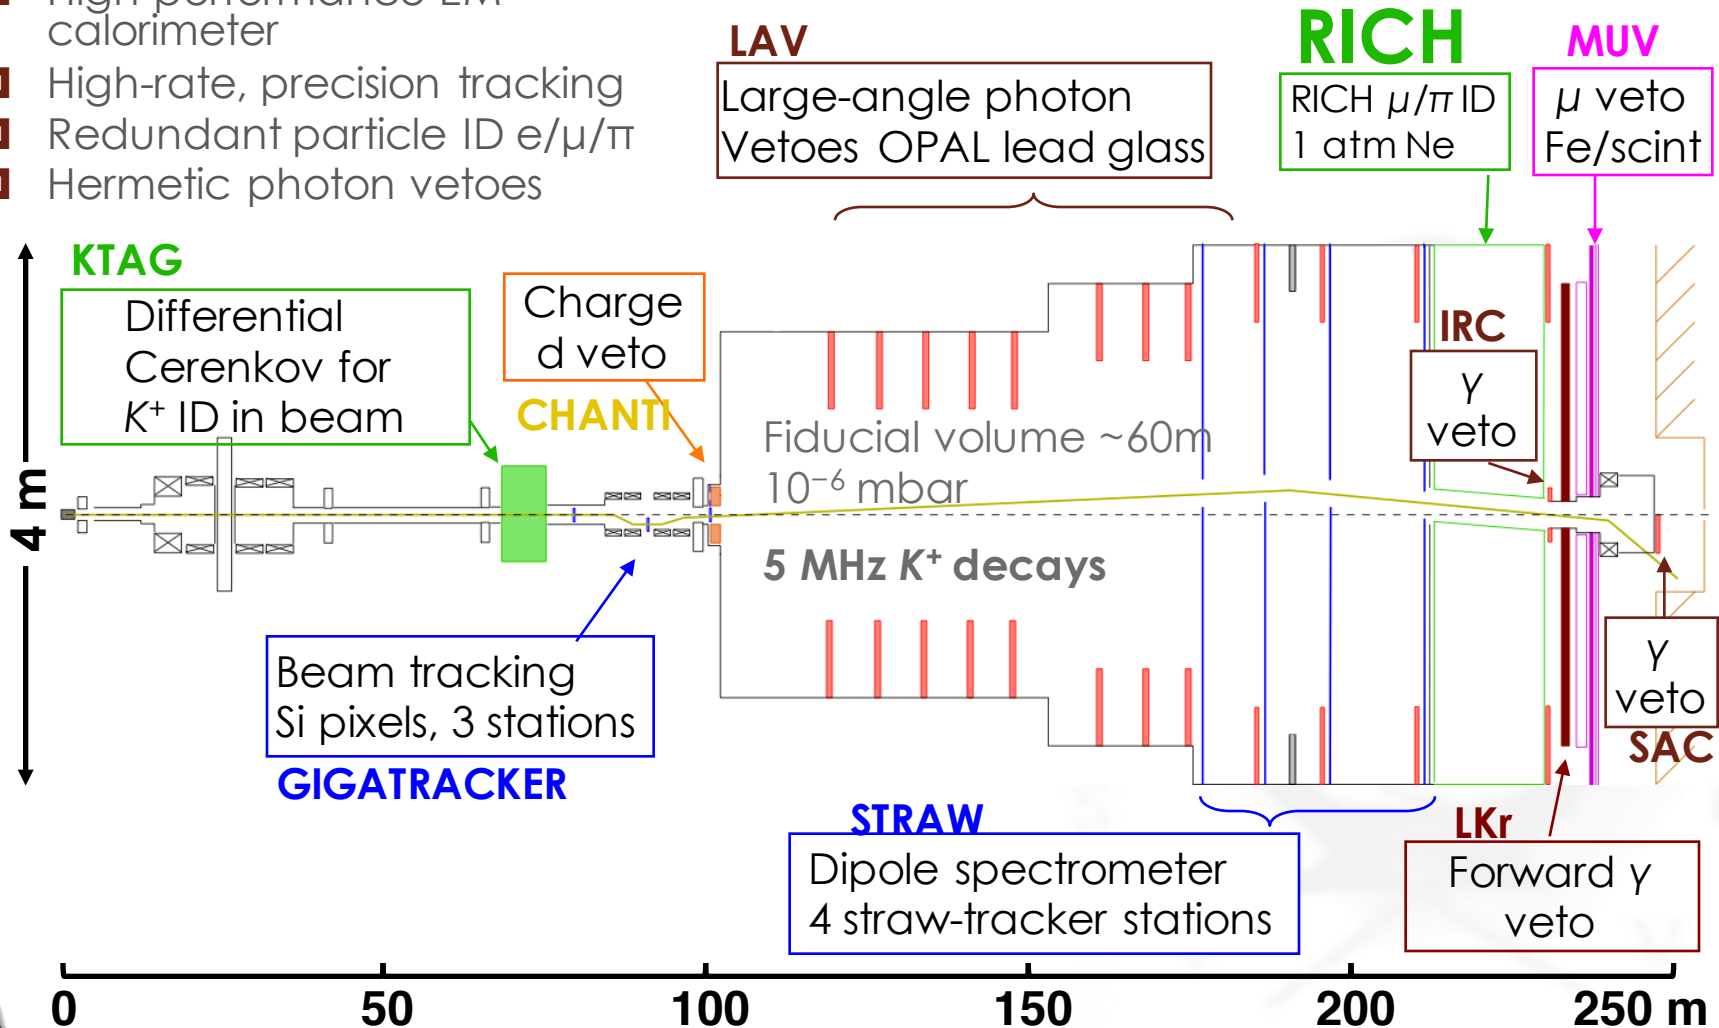 High-performance EM
calorimeter
High-rate, precision tracking
Redundant particle ID e/μ/π
Hermetic photon vetoes
LAV
Large-angle photon
Vetoes OPAL lead glass
RICH
RICH μ/π ID
1 atm Ne
MUV
μ veto
Fe/scint
KTAG
Differential
Cerenkov for
K⁺ ID in beam
Charge
d veto
CHANTI
Fiducial volume ~60m
10⁻⁶ mbar
5 MHz K⁺ decays
IRC
γ
veto
4 m
Beam tracking
Si pixels, 3 stations
GIGATRACKER
γ
veto
SAC
STRAW
Dipole spectrometer
4 straw-tracker stations
LKr
Forward γ
veto
0 50 100 150 200 250 m